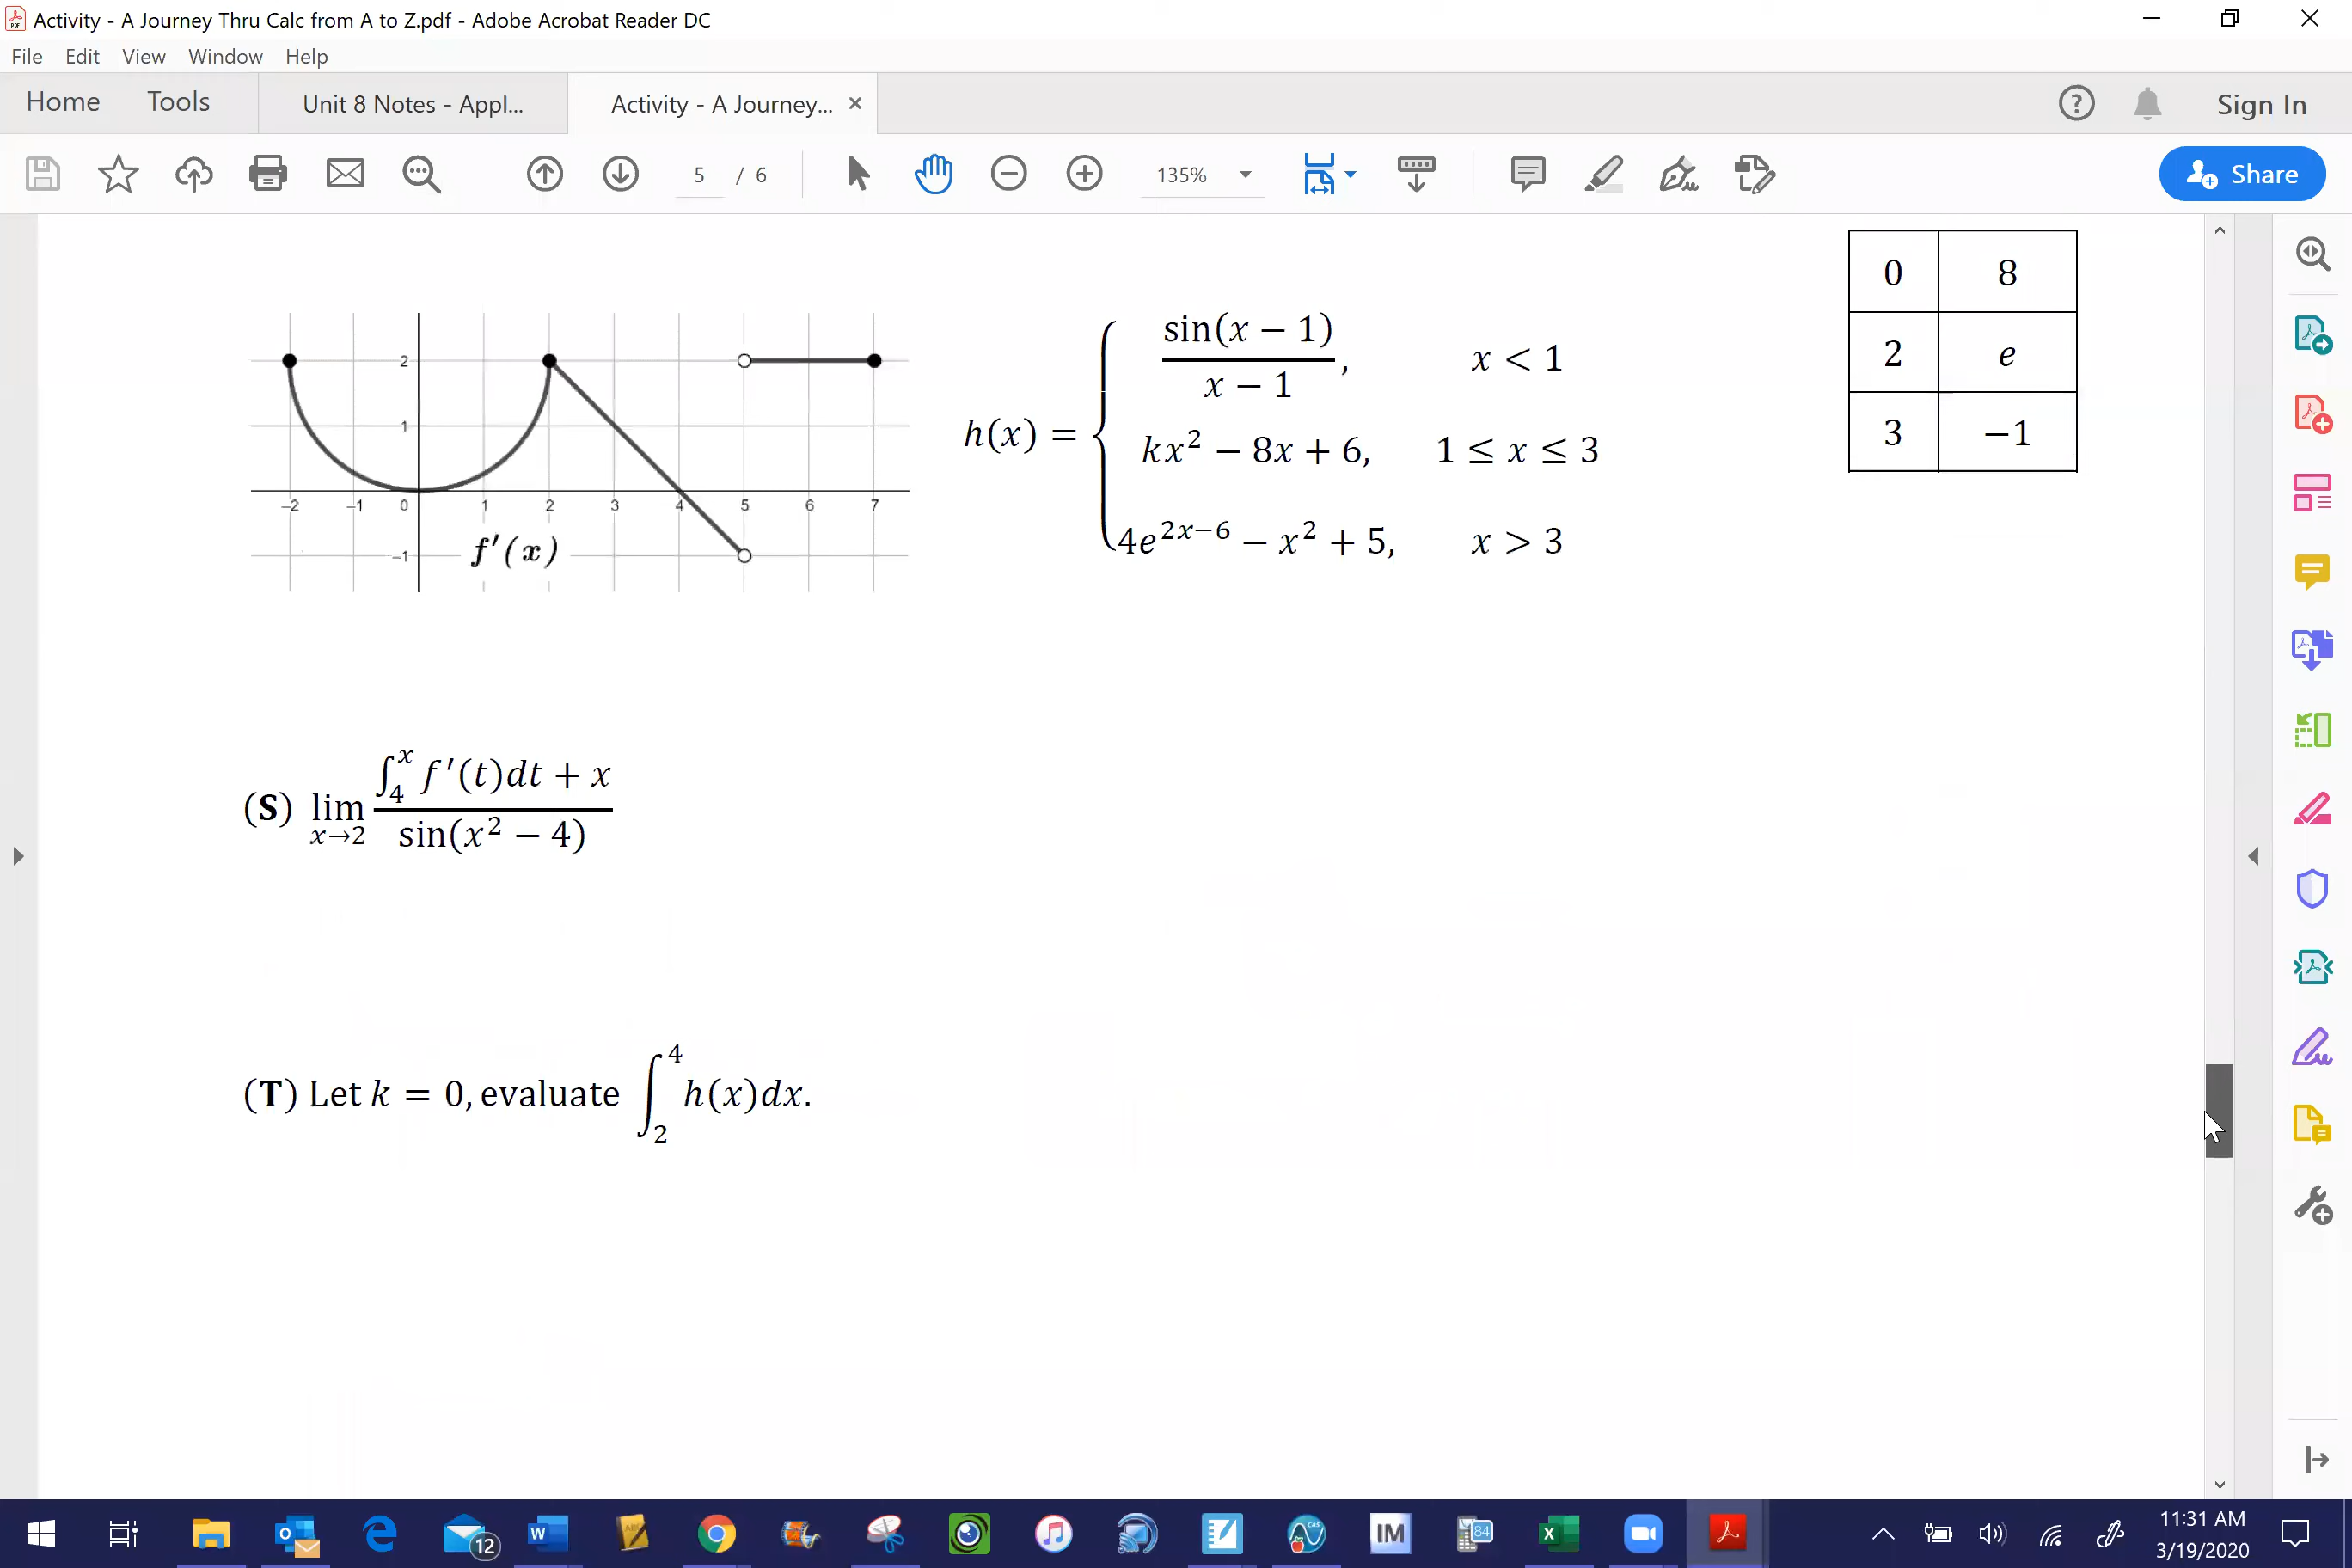 Activity - A Journey Thru Calc from A to Z.pdf - Adobe Acrobat Reader DC
File Edit View Window Help
Home Tools Unit 8 Notes - Appl... Activity - A Journey... × Sign In
5 / 6 135% Share
0 8
2 e
3 −1
2
1
−2 −1 0 1 2 3 4 5 6 7
−1
f′(x)
h(x) = { sin(x − 1) / x − 1, x < 1
kx² − 8x + 6, 1 ≤ x ≤ 3
4e^(2x−6) − x² + 5, x > 3
(S) lim x→2 ∫₄ˣ f′(t)dt + x / sin(x² − 4)
(T) Let k = 0, evaluate ∫₂⁴ h(x)dx.
12
IM
84
11:31 AM
3/19/2020